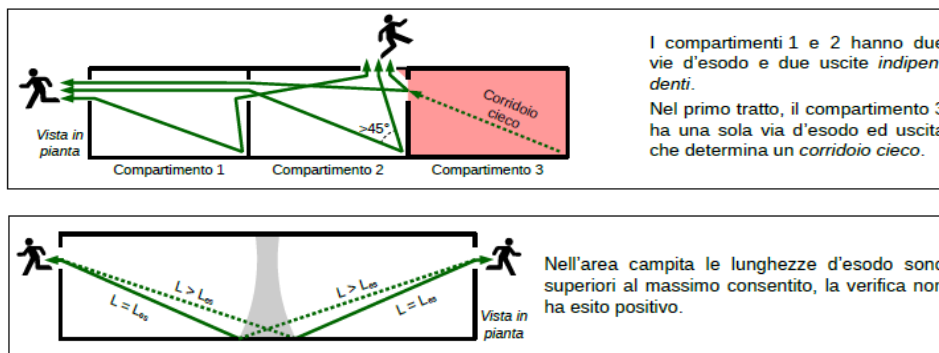 I compartimenti 1 e 2 hanno due
vie d'esodo e due uscite indipen
denti.
Nel primo tratto, il compartimento 3
ha una sola via d'esodo ed uscita
che determina un corridoio cieco.
Corridoio
cieco
>45°
Vista in
pianta
Compartimento 1
Compartimento 2
Compartimento 3
L > Les
L > Les
L = Les
L = Les
Vista in
pianta
Nell'area campita le lunghezze d'esodo sono
superiori al massimo consentito, la verifica non
ha esito positivo.